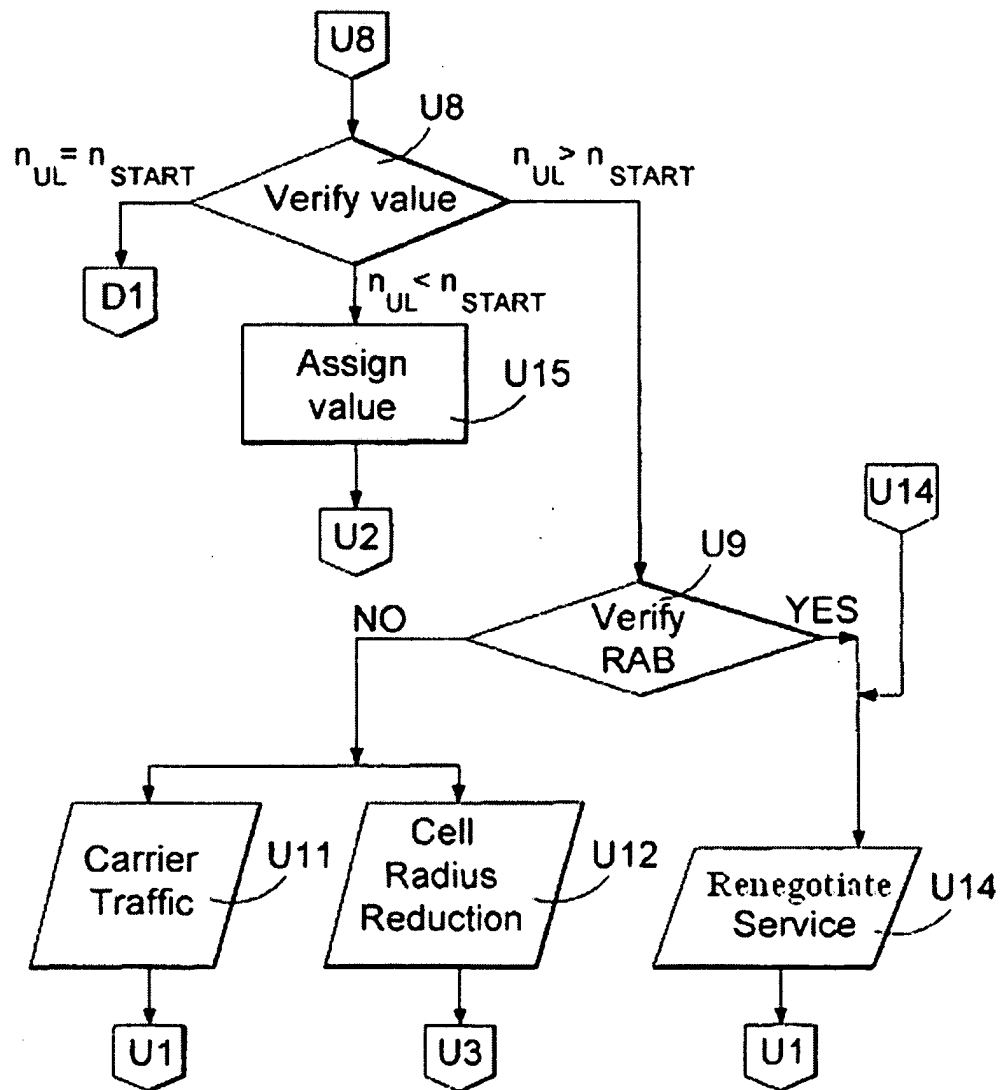 U8
U8
n_UL = n_START
n_UL > n_START
Verify value
D1
n_UL < n_START
Assign
value
U15
U2
U14
U9
NO
Verify
RAB
YES
Carrier
Traffic
U11
Cell
Radius
Reduction
U12
Renegotiate
Service
U14
U1
U3
U1